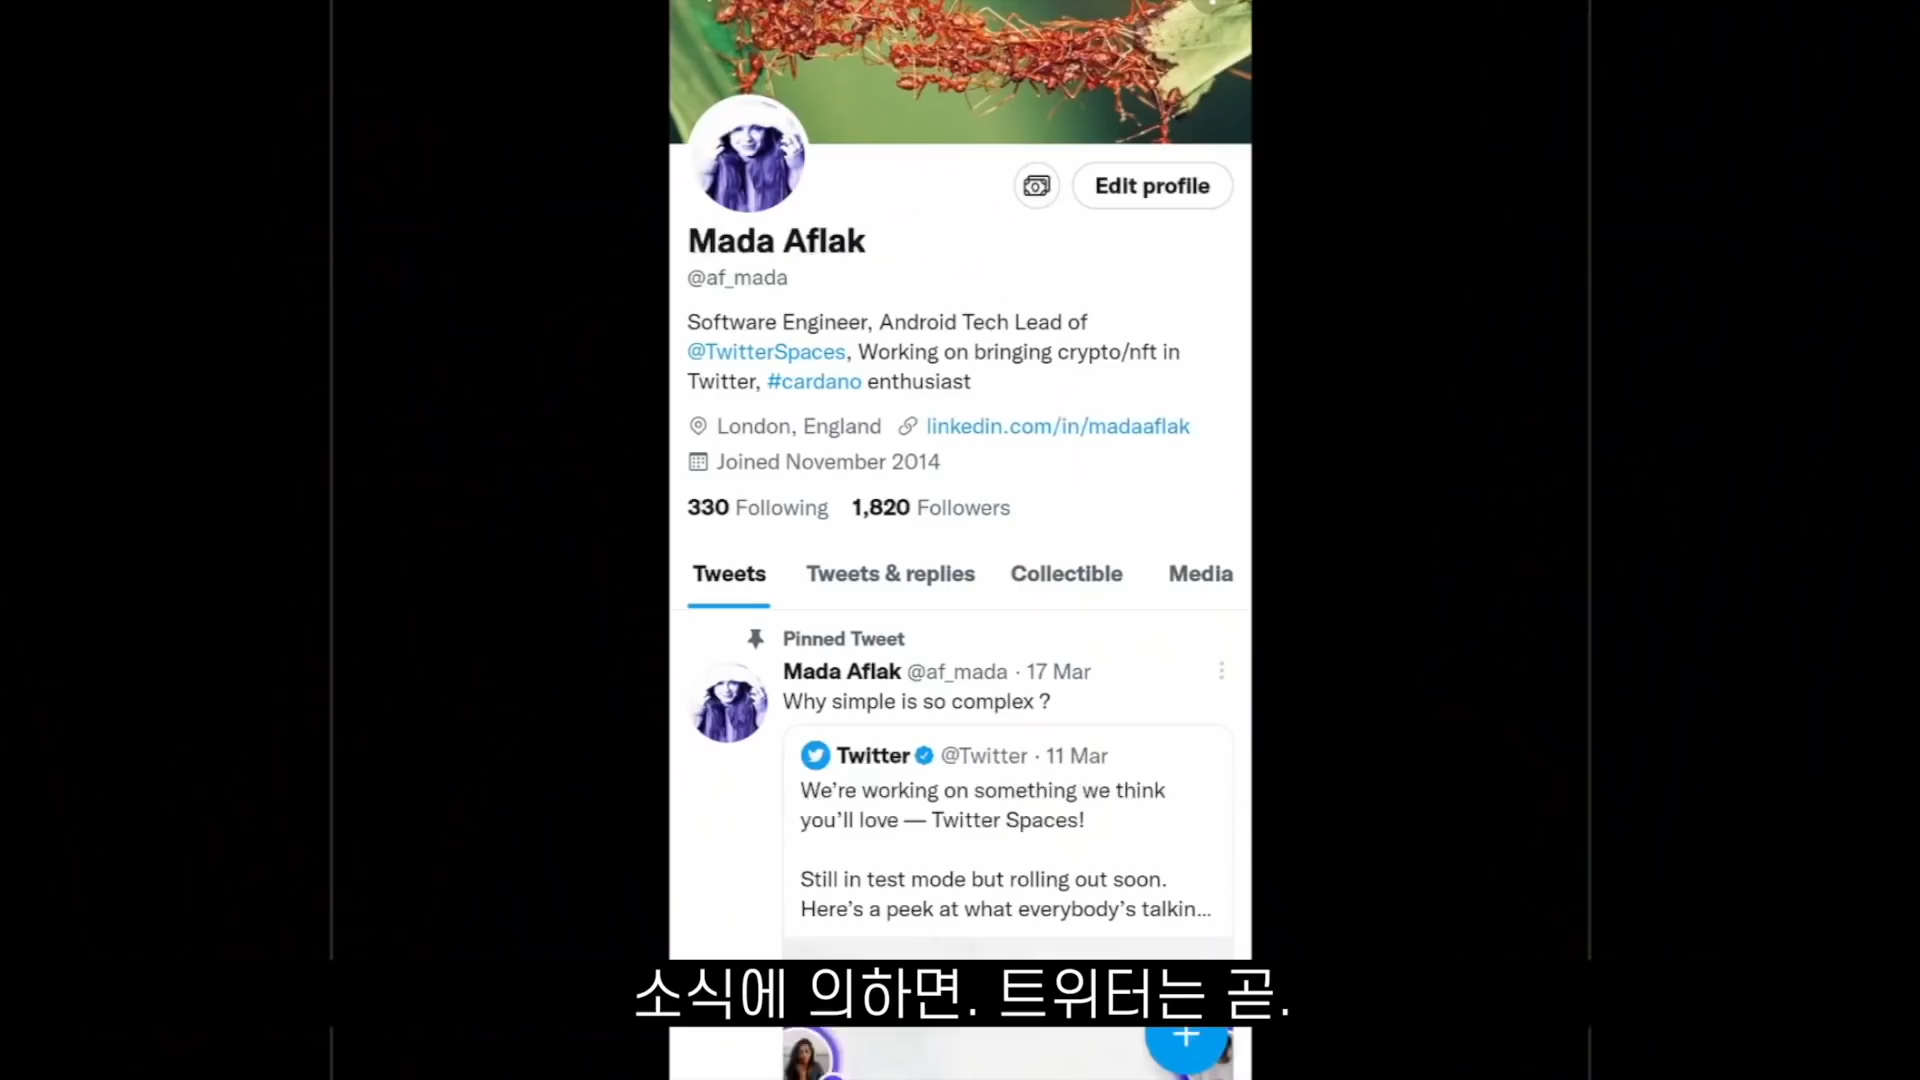 Edit profile
Mada Aflak
@af_mada
Software Engineer, Android Tech Lead of
@TwitterSpaces, Working on bringing crypto/nft in
Twitter, #cardano enthusiast
London, England linkedin.com/in/madaaflak
Joined November 2014
330 Following 1,820 Followers
Tweets Tweets & replies Collectible Media
Pinned Tweet
Mada Aflak @af_mada · 17 Mar
Why simple is so complex ?
Twitter @Twitter · 11 Mar
We're working on something we think
you'll love — Twitter Spaces!
Still in test mode but rolling out soon.
Here's a peek at what everybody's talkin...
소식에 의하면. 트위터는 곧.